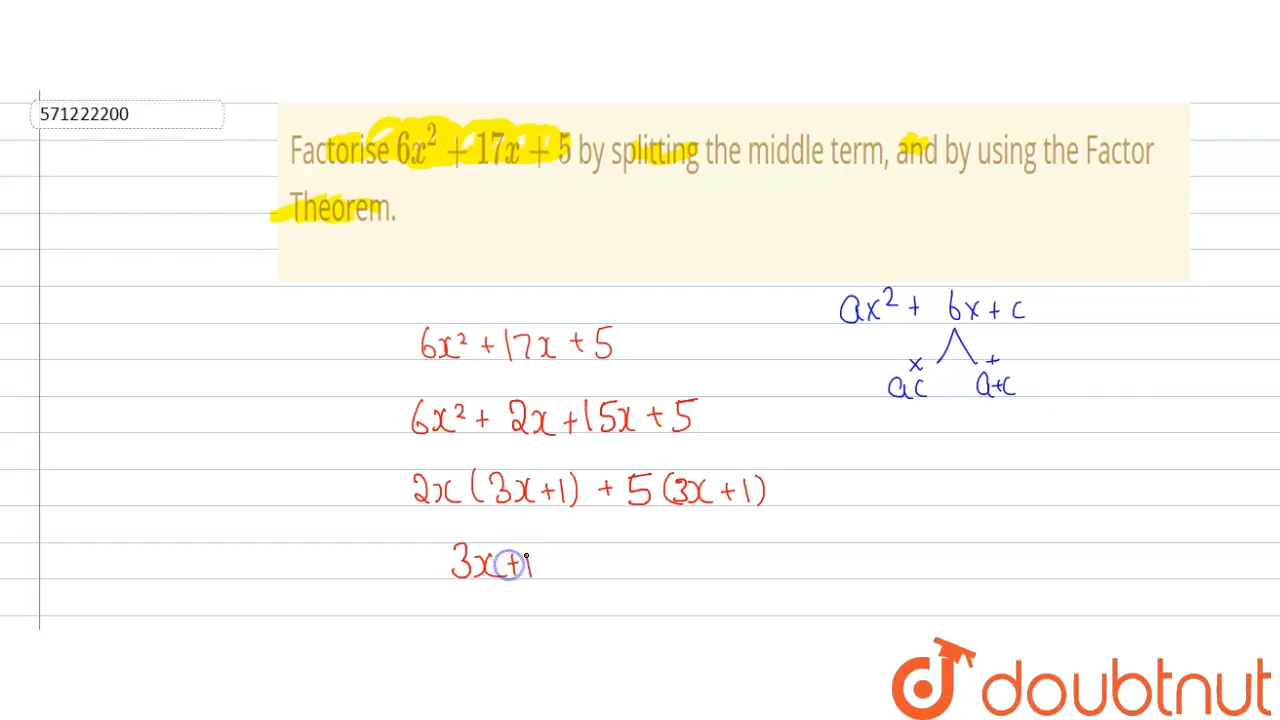 571222200
Factorise 6x² + 17x + 5 by splitting the middle term, and by using the Factor
Theorem.
ax² + bx + c
× +
ac a+c
6x² + 17x + 5
6x² + 2x + 15x + 5
2x (3x+1) + 5 (3x+1)
3x+1
doubtnut